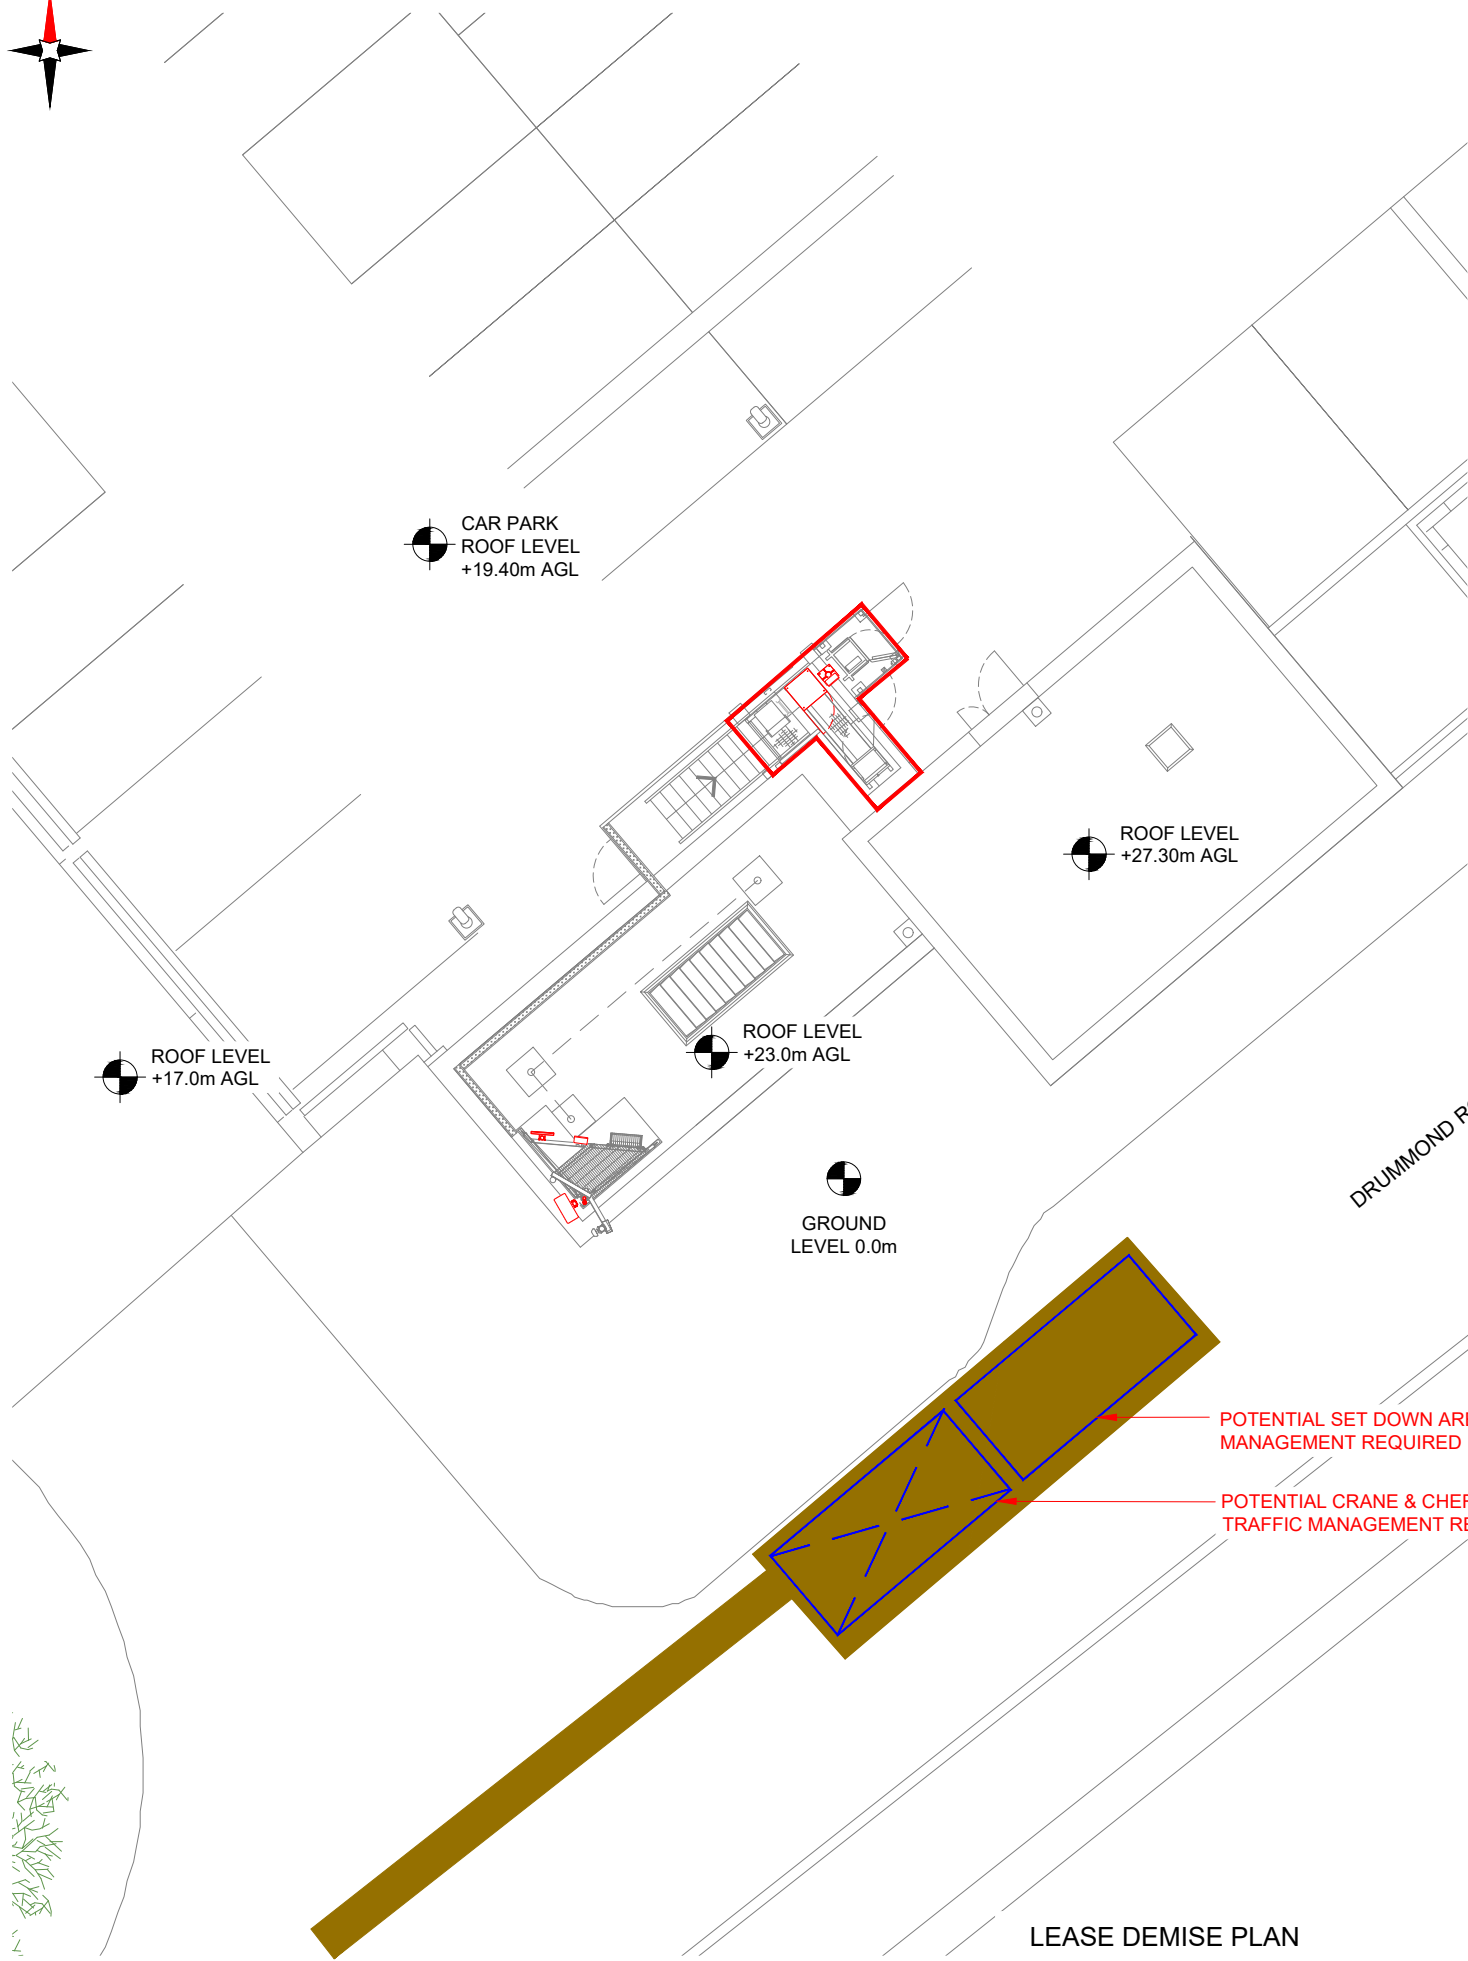 CAR PARK
ROOF LEVEL
+19.40m AGL
ROOF LEVEL
+27.30m AGL
ROOF LEVEL
+23.0m AGL
ROOF LEVEL
+17.0m AGL
DRUMMOND
GROUND
LEVEL 0.0m
POTENTIAL SET DOWN
MANAGEMENT REQUIRED
POTENTIAL CRANE &
TRAFFIC MANAGEMENT
LEASE DEMISE PLAN